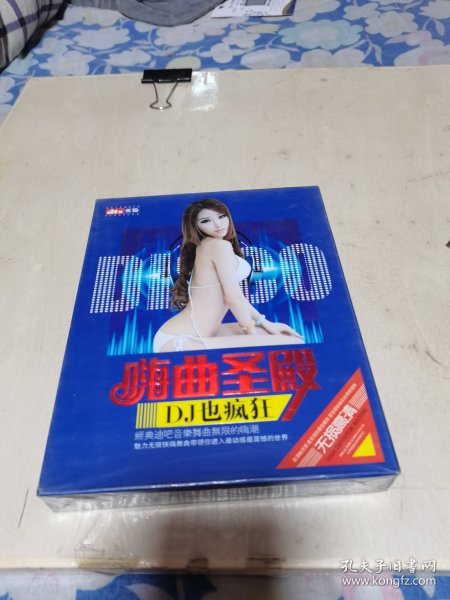 dts
DISCO
嗨曲圣殿
DJ也疯狂
經典迪吧音樂舞曲無限的嗨潮
魅力无限快嗨舞曲带领你进入最动感最震撼的世界
无损高清
孔夫子旧书网
www.kongfz.com